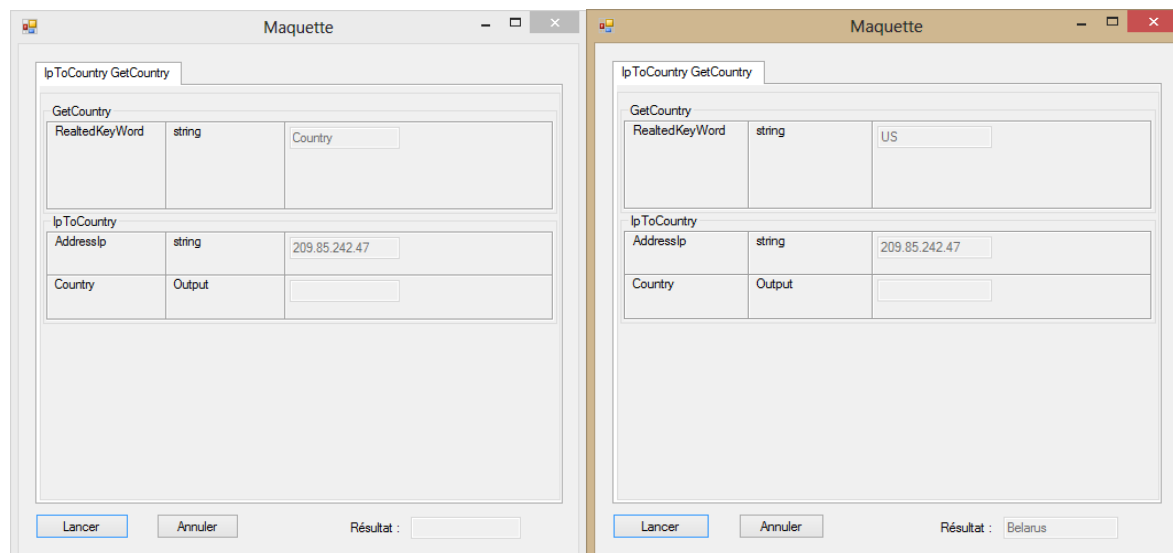 Maquette
IpToCountry GetCountry
GetCountry
RealtedKeyWord string Country
IpToCountry
AddressIp string 209.85.242.47
Country Output
Lancer Annuler Résultat :
Maquette
IpToCountry GetCountry
GetCountry
RealtedKeyWord string US
IpToCountry
AddressIp string 209.85.242.47
Country Output
Lancer Annuler Résultat : Belarus